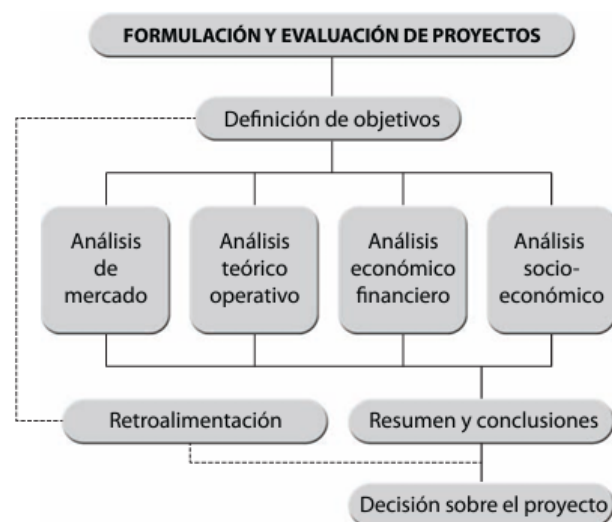 FORMULACIÓN Y EVALUACIÓN DE PROYECTOS
Definición de objetivos
Análisis
de
mercado
Análisis
teórico
operativo
Análisis
económico
financiero
Análisis
socio-
económico
Retroalimentación
Resumen y conclusiones
Decisión sobre el proyecto